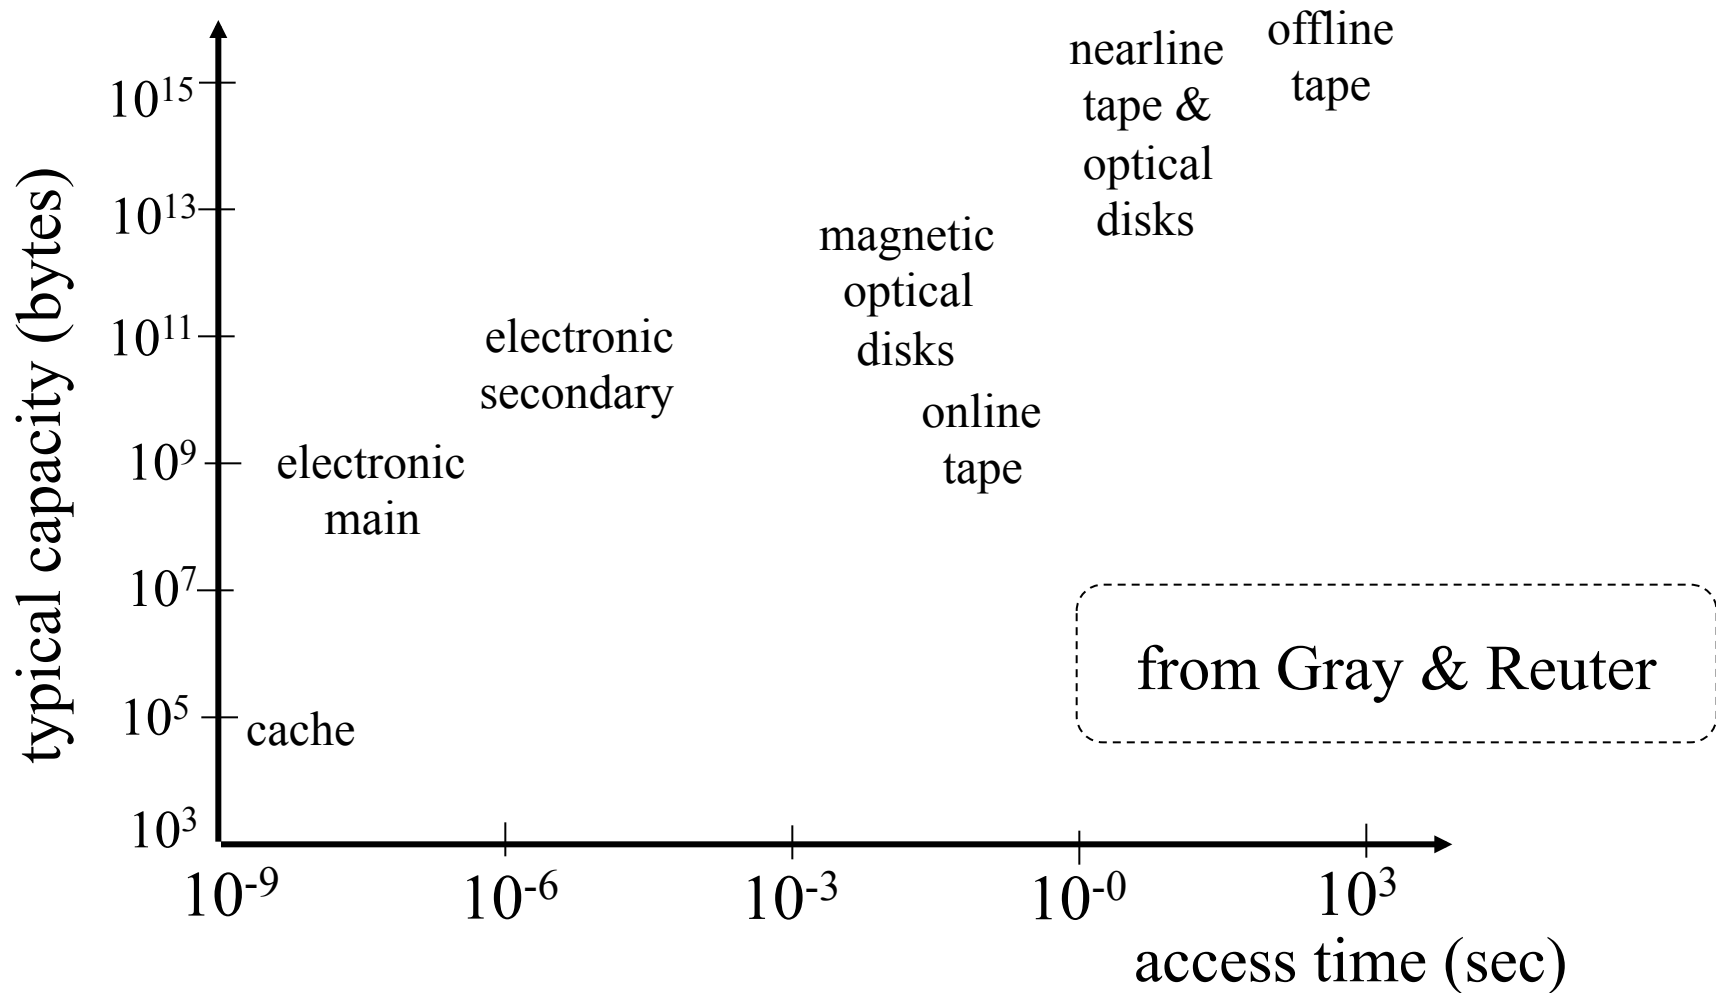 typical capacity (bytes)
10¹⁵
10¹³
10¹¹
10⁹
10⁷
10⁵
10³
cache
electronic
main
electronic
secondary
magnetic
optical
disks
online
tape
nearline
tape &
optical
disks
offline
tape
from Gray & Reuter
10⁻⁹
10⁻⁶
10⁻³
10⁻⁰
10³
access time (sec)